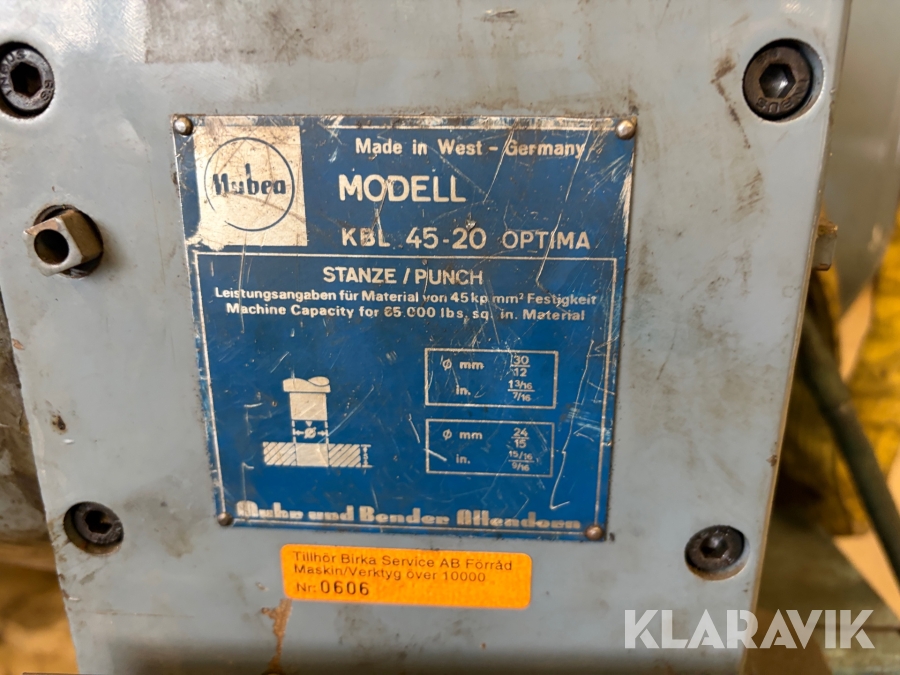 Mubea
Made in West - Germany
MODELL
KBL 45-20 OPTIMA
STANZE/PUNCH
Leistungsangaben für Material von 45kp mm² Festigkeit
Machine Capacity for 65.000 lbs. sq. in. Material
Ø mm 30/12
in. 1 3/16 / 7/16
Ø mm 24/15
in. 15/16 / 9/16
Ø
S
Muhr und Bender Attendorn
Tillhör Birka Service AB Förråd
Maskin/Verktyg över 10000
Nr: 0606
KLARAVIK